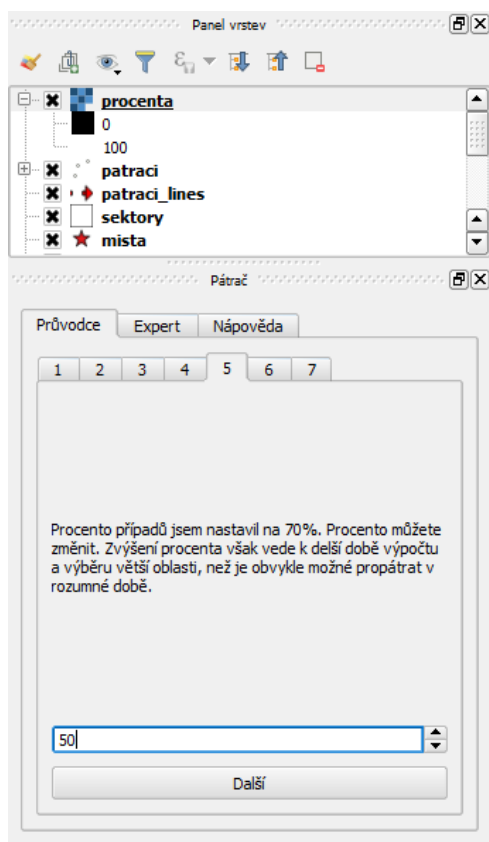 Panel vrstev
procenta
0
100
patraci
patraci_lines
sektory
mista
Pátrač
Průvodce Expert Nápověda
1 2 3 4 5 6 7
Procento případů jsem nastavil na 70%. Procento můžete
změnit. Zvýšení procenta však vede k delší době výpočtu
a výběru větší oblasti, než je obvykle možné propátrat v
rozumné době.
50
Další